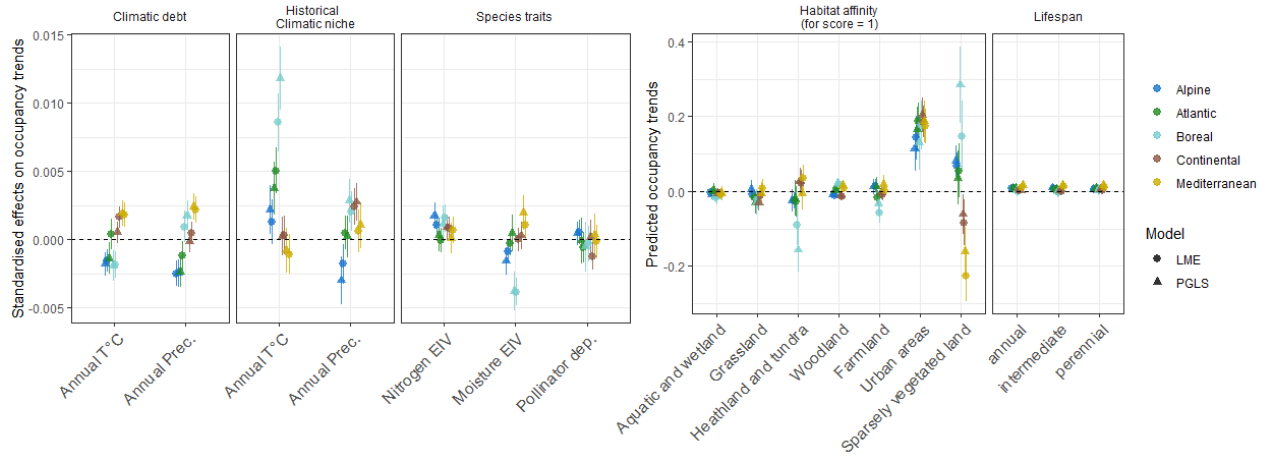 Climatic debt
Historical
Climatic niche
Species traits
Habitat affinity
(for score = 1)
Lifespan
Standardised effects on occupancy trends
0.015
0.010
0.005
0.000
-0.005
Annual T°C
Annual Prec.
Annual T°C
Annual Prec.
Nitrogen EIV
Moisture EIV
Pollinator dep.
Predicted occupancy trends
0.4
0.2
0.0
-0.2
Aquatic and wetland
Grassland
Heathland and tundra
Woodland
Farmland
Urban areas
Sparsely vegetated land
annual
intermediate
perennial
Alpine
Atlantic
Boreal
Continental
Mediterranean
Model
LME
PGLS